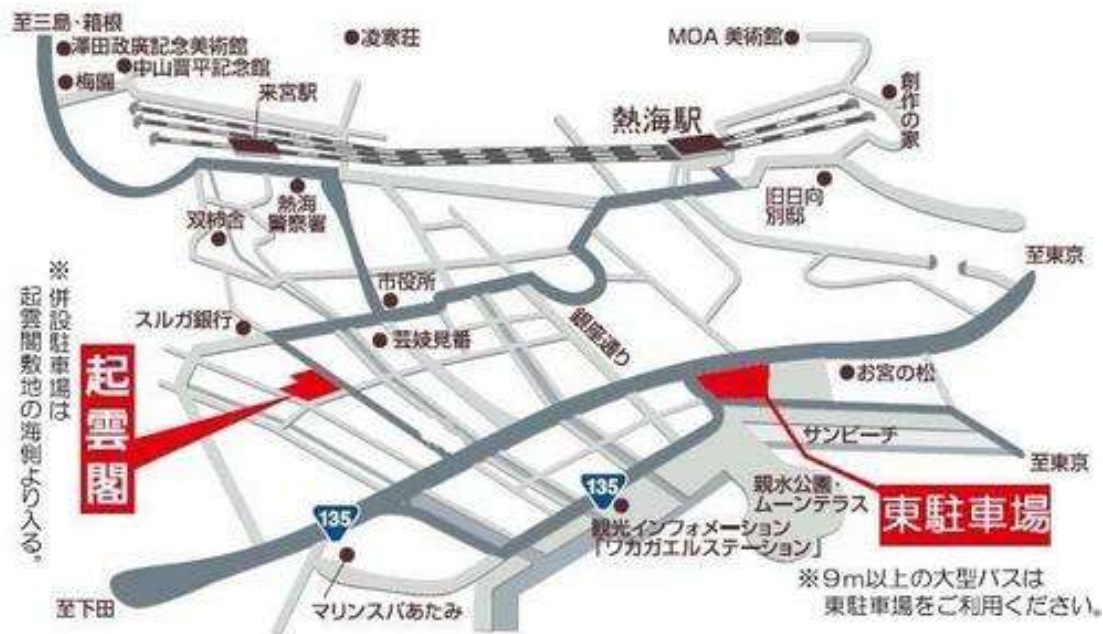 至三島・箱根
澤田政廣記念美術館
中山晋平記念館
梅園
来宮駅
凌寒荘
MOA 美術館
熱海駅
創作の家
双柿舎
熱海
警察署
旧日向
別邸
至東京
市役所
スルガ銀行
芸妓見番
銀座通り
※併設駐車場は
起雲閣敷地の海側より入る。
起雲閣
お宮の松
サンビーチ
至東京
135
135
親水公園・
ムーンテラス
東駐車場
観光インフォメーション
「ワカガエルステーション」
※9m以上の大型バスは
東駐車場をご利用ください。
至下田
マリンスパあたみ